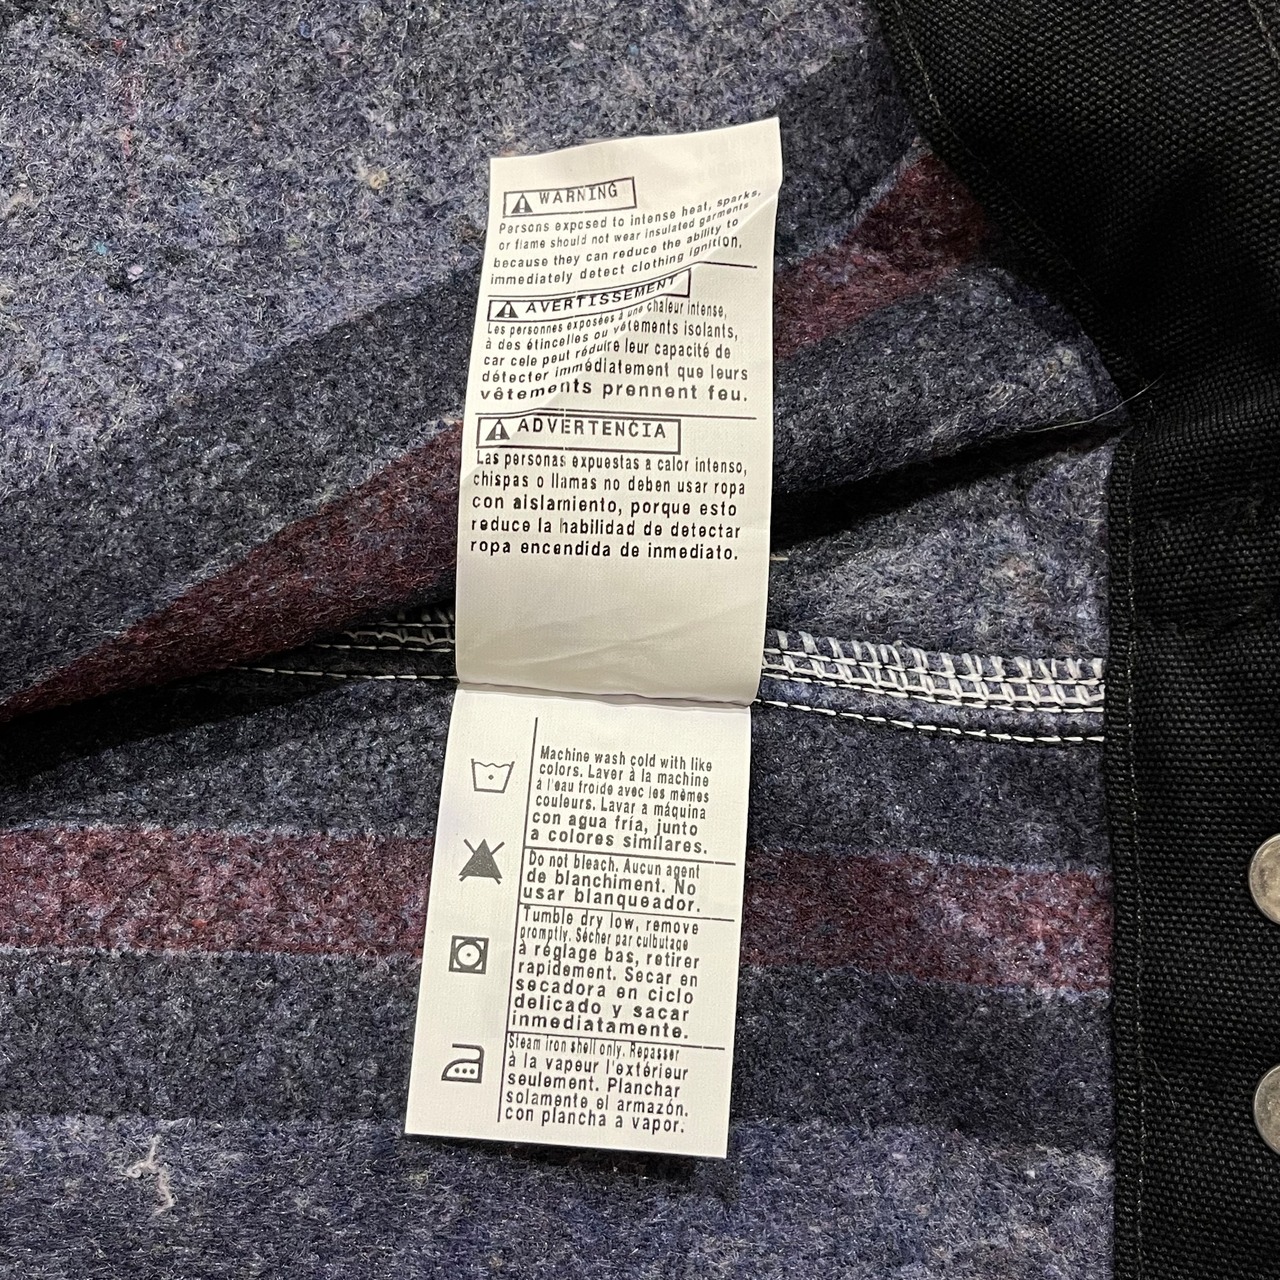 WARNING
Persons exposed to intense heat, sparks,
or flame should not wear insulated garments
because they can reduce the ability to
immediately detect clothing ignition.
AVERTISSEMENT
Les personnes exposées à une chaleur intense,
à des étincelles ou vêtements isolants,
car cele peut réduire leur capacité de
détecter immédiatement que leurs
vêtements prennent feu.
ADVERTENCIA
Las personas expuestas a calor intenso,
chispas o llamas no deben usar ropa
con aislamiento, porque esto
reduce la habilidad de detectar
ropa encendida de inmediato.
Machine wash cold with like
colors. Laver à la machine
à l'eau froide avec les mèmes
couleurs. Lavar a máquina
con agua fría, junto
a colores similares.
Do not bleach. Aucun agent
de blanchiment. No
usar blanqueador.
Tumble dry low, remove
promptly. Sécher par culbutage
à réglage bas, retirer
rapidement. Secar en
secadora en ciclo
delicado y sacar
inmediatamente.
Steam iron shell only. Repasser
à la vapeur l'extérieur
seulement. Planchar
solamente el armazón.
con plancha a vapor.